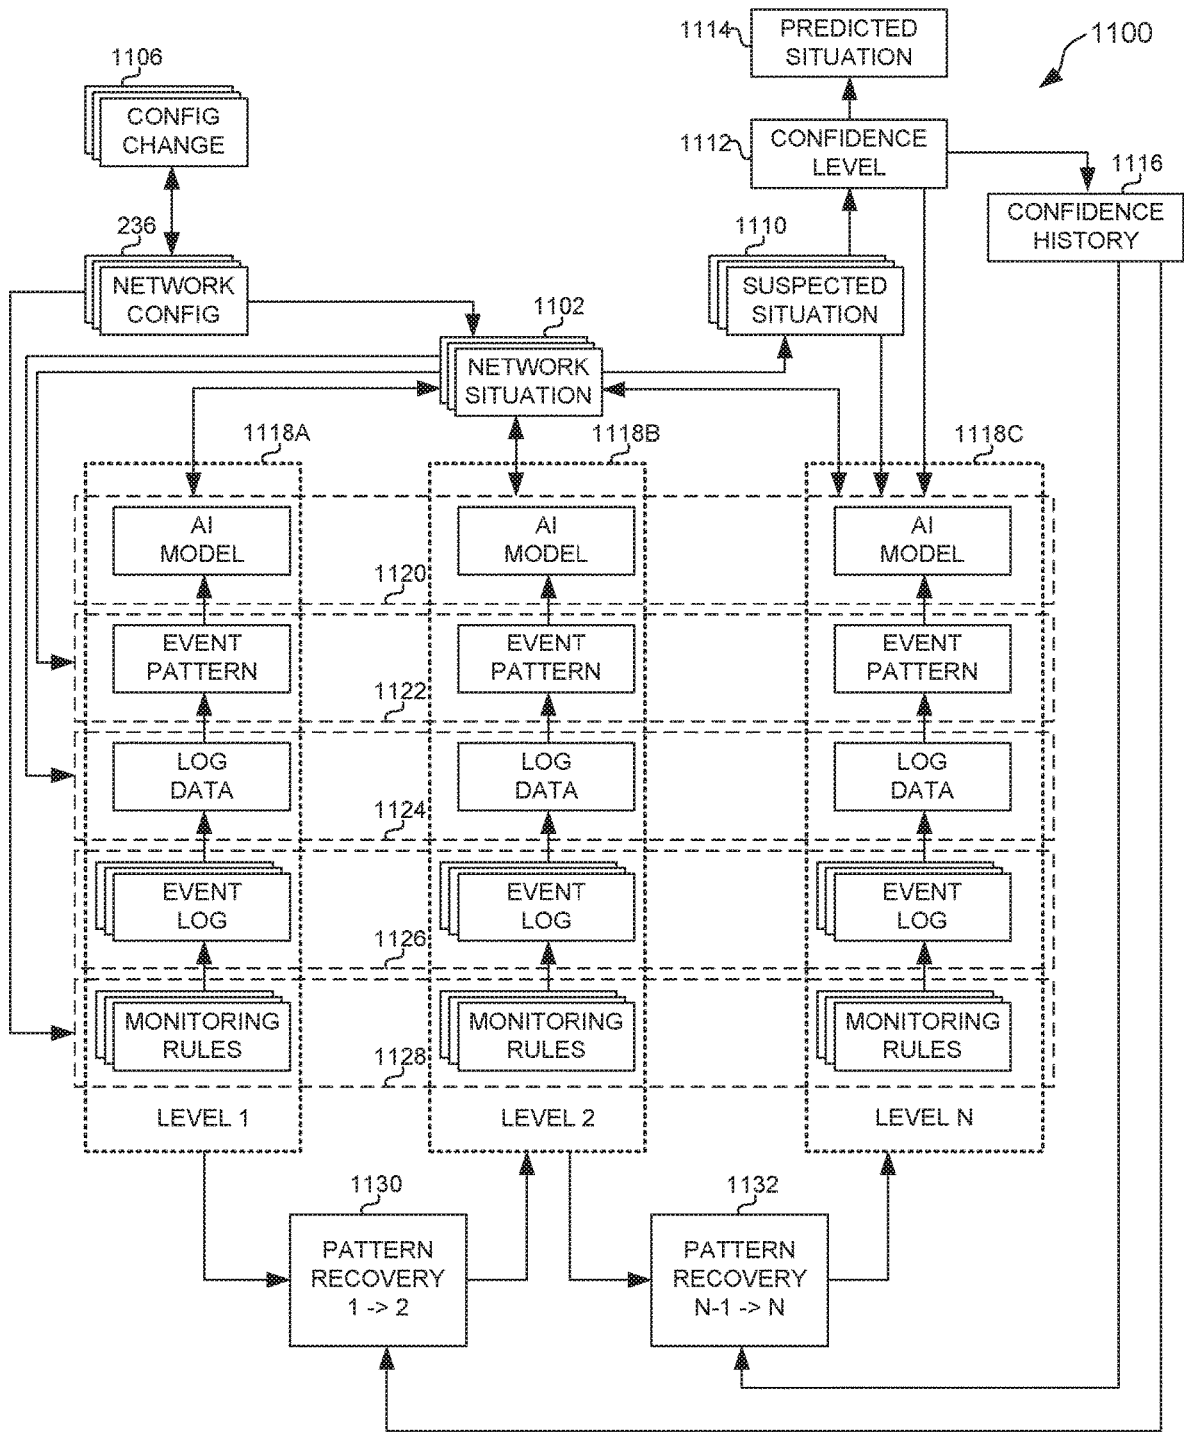 1114
PREDICTED
SITUATION
1100
1106
CONFIG
CHANGE
1112
CONFIDENCE
LEVEL
1116
CONFIDENCE
HISTORY
236
NETWORK
CONFIG
1110
SUSPECTED
SITUATION
1102
NETWORK
SITUATION
1118A
1118B
1118C
AI
MODEL
AI
MODEL
AI
MODEL
1120
EVENT
PATTERN
EVENT
PATTERN
EVENT
PATTERN
1122
LOG
DATA
LOG
DATA
LOG
DATA
1124
EVENT
LOG
EVENT
LOG
EVENT
LOG
1126
MONITORING
RULES
MONITORING
RULES
MONITORING
RULES
1128
LEVEL 1
LEVEL 2
LEVEL N
1130
PATTERN
RECOVERY
1 -> 2
1132
PATTERN
RECOVERY
N-1 -> N